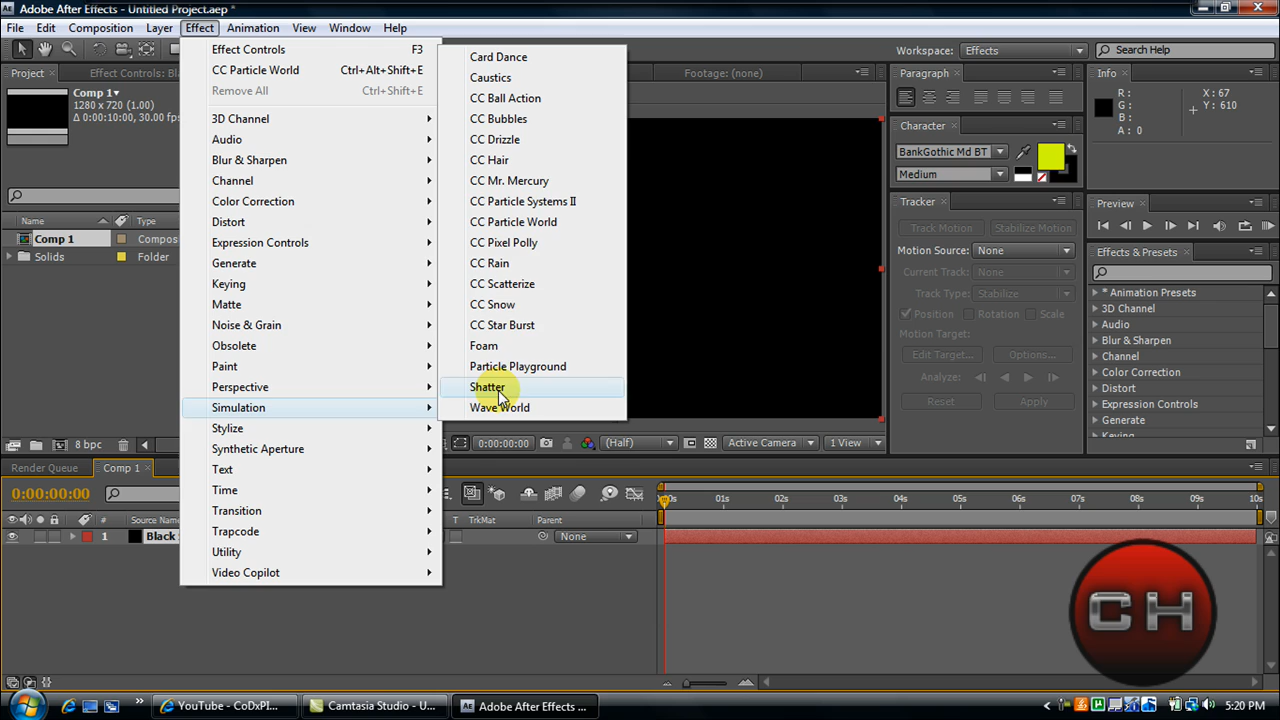 Adobe After Effects - Untitled Project.aep *
File Edit Composition Layer Effect Animation View Window Help
Workspace: Effects Search Help
Project Effect Controls: Bla
Comp 1▾
1280 x 720 (1.00)
Δ 0:00:10:00, 30.00 fps
Name Type
Comp 1 Compos
Solids Folder
8 bpc
Effect Controls F3
CC Particle World Ctrl+Alt+Shift+E
Remove All Ctrl+Shift+E
3D Channel
Audio
Blur & Sharpen
Channel
Color Correction
Distort
Expression Controls
Generate
Keying
Matte
Noise & Grain
Obsolete
Paint
Perspective
Simulation
Stylize
Synthetic Aperture
Text
Time
Transition
Trapcode
Utility
Video Copilot
Card Dance
Caustics
CC Ball Action
CC Bubbles
CC Drizzle
CC Hair
CC Mr. Mercury
CC Particle Systems II
CC Particle World
CC Pixel Polly
CC Rain
CC Scatterize
CC Snow
CC Star Burst
Foam
Particle Playground
Shatter
Wave World
Footage: (none)
0:00:00:00 (Half) Active Camera 1 View
Paragraph
Character
BankGothic Md BT
Medium
Tracker
Track Motion Stabilize Motion
Motion Source: None
Current Track: None
Track Type: Stabilize
Position Rotation Scale
Motion Target:
Edit Target... Options...
Analyze:
Reset Apply
Info
R: X: 67
G: Y: 610
B:
A: 0
Preview
Effects & Presets
* Animation Presets
3D Channel
Audio
Blur & Sharpen
Channel
Color Correction
Distort
Expression Controls
Generate
Keying
Render Queue Comp 1
0:00:00:00
# Source Name T TrkMat Parent
1 Black None
01s 02s 03s 04s 05s 06s 07s 08s 09s 10s
CH
YouTube - CoDxPI... Camtasia Studio - U... Adobe After Effects ... 5:20 PM